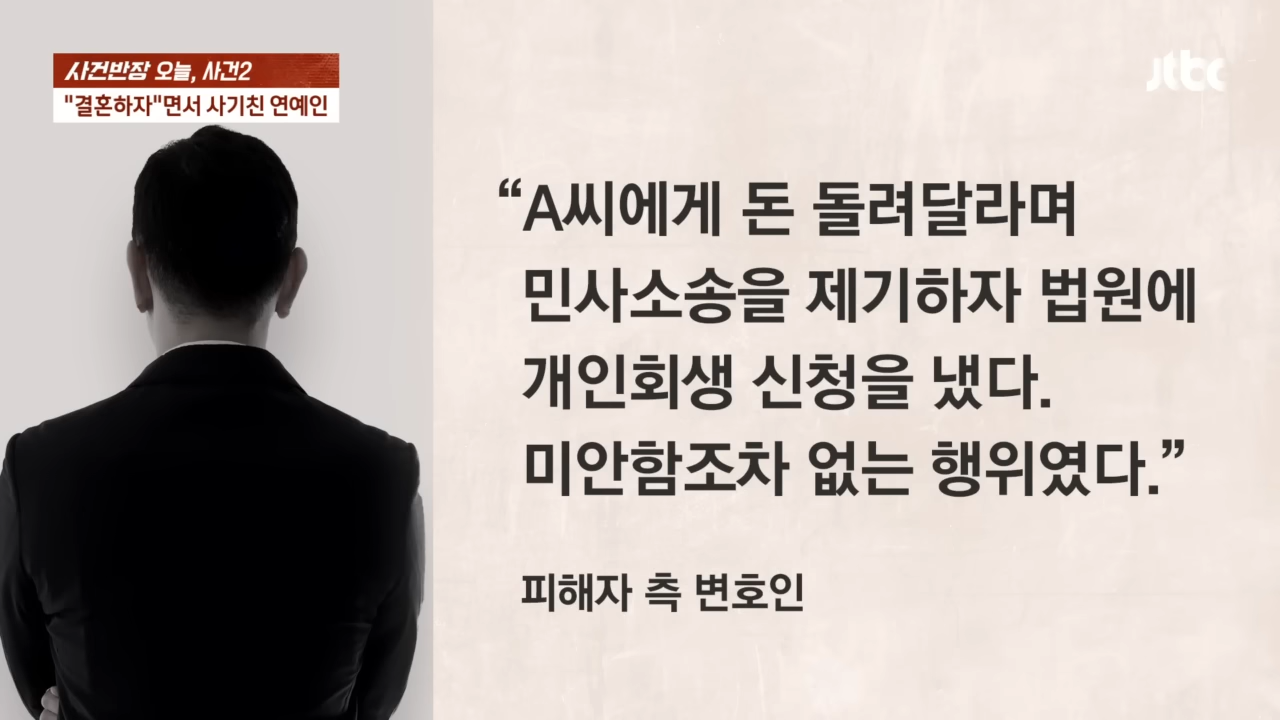 사건반장 오늘, 사건2
"결혼하자"면서 사기친 연예인
jtbc
“A씨에게 돈 돌려달라며
민사소송을 제기하자 법원에
개인회생 신청을 냈다.
미안함조차 없는 행위였다.”
피해자 측 변호인